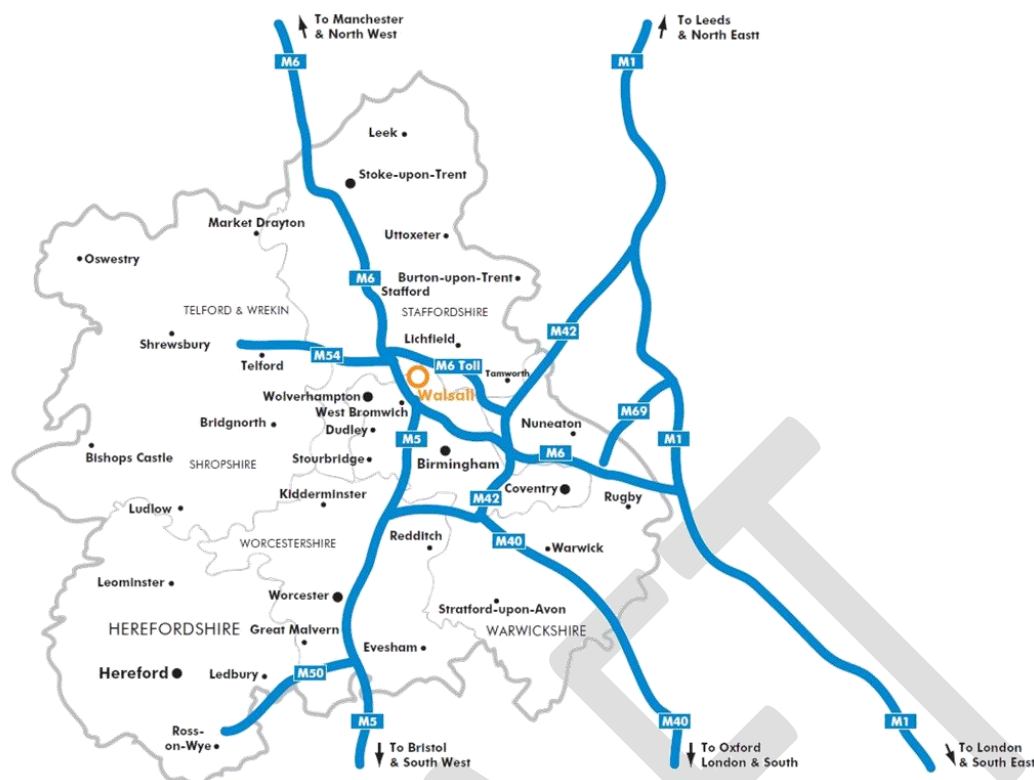 To Manchester
& North West
To Leeds
& North Eastt
M6
M1
Leek
Stoke-upon-Trent
Market Drayton
Uttoxeter
Oswestry
M6
Burton-upon-Trent
Stafford
TELFORD & WREKIN
STAFFORDSHIRE
M42
Shrewsbury
Lichfield
M54
Telford
M6 Toll
Tamworth
Walsall
Wolverhampton
West Bromwich
M69
Bridgnorth
Dudley
Nuneaton
M5
M1
Bishops Castle
SHROPSHIRE
Stourbridge
Birmingham
M6
Kidderminster
M42
Coventry
Rugby
Ludlow
WORCESTERSHIRE
Redditch
M40
Warwick
Leominster
Worcester
Stratford-upon-Avon
HEREFORDSHIRE
Great Malvern
WARWICKSHIRE
Evesham
Hereford
Ledbury
M50
Ross-
on-Wye
M5
M40
M1
To Bristol
& South West
To Oxford
London & South
To London
& South East